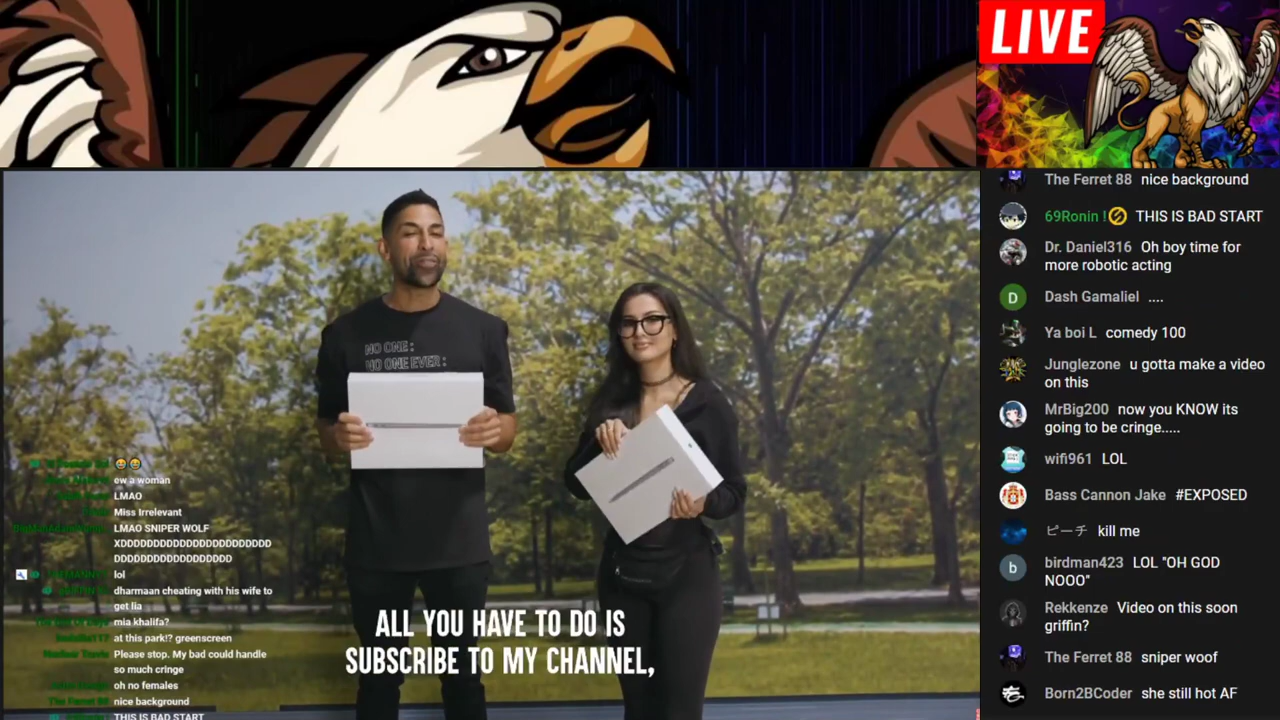 LIVE
The Ferret 88 nice background
69Ronin ! THIS IS BAD START
Dr. Daniel316 Oh boy time for
more robotic acting
D
Dash Gamaliel ....
Ya boi L comedy 100
Junglezone u gotta make a video
on this
MrBig200 now you KNOW its
going to be cringe.....
wifi961 LOL
Bass Cannon Jake #EXPOSED
ピーチ kill me
b
birdman423 LOL "OH GOD
NOOO"
Rekkenze Video on this soon
griffin?
The Ferret 88 sniper woof
Born2BCoder she still hot AF
NO ONE :
NO ONE EVER :
ew a woman
LMAO
Miss Irrelevant
LMAO SNIPER WOLF
XDDDDDDDDDDDDDDDDDDDDDDD
DDDDDDDDDDDDDDDDD
lol
dharmaan cheating with his wife to
get lia
mia khalifa?
at this park!? greenscreen
Please stop. My bad could handle
so much cringe
oh no females
The Ferret 88 nice background
THIS IS BAD START
ALL YOU HAVE TO DO IS
SUBSCRIBE TO MY CHANNEL,